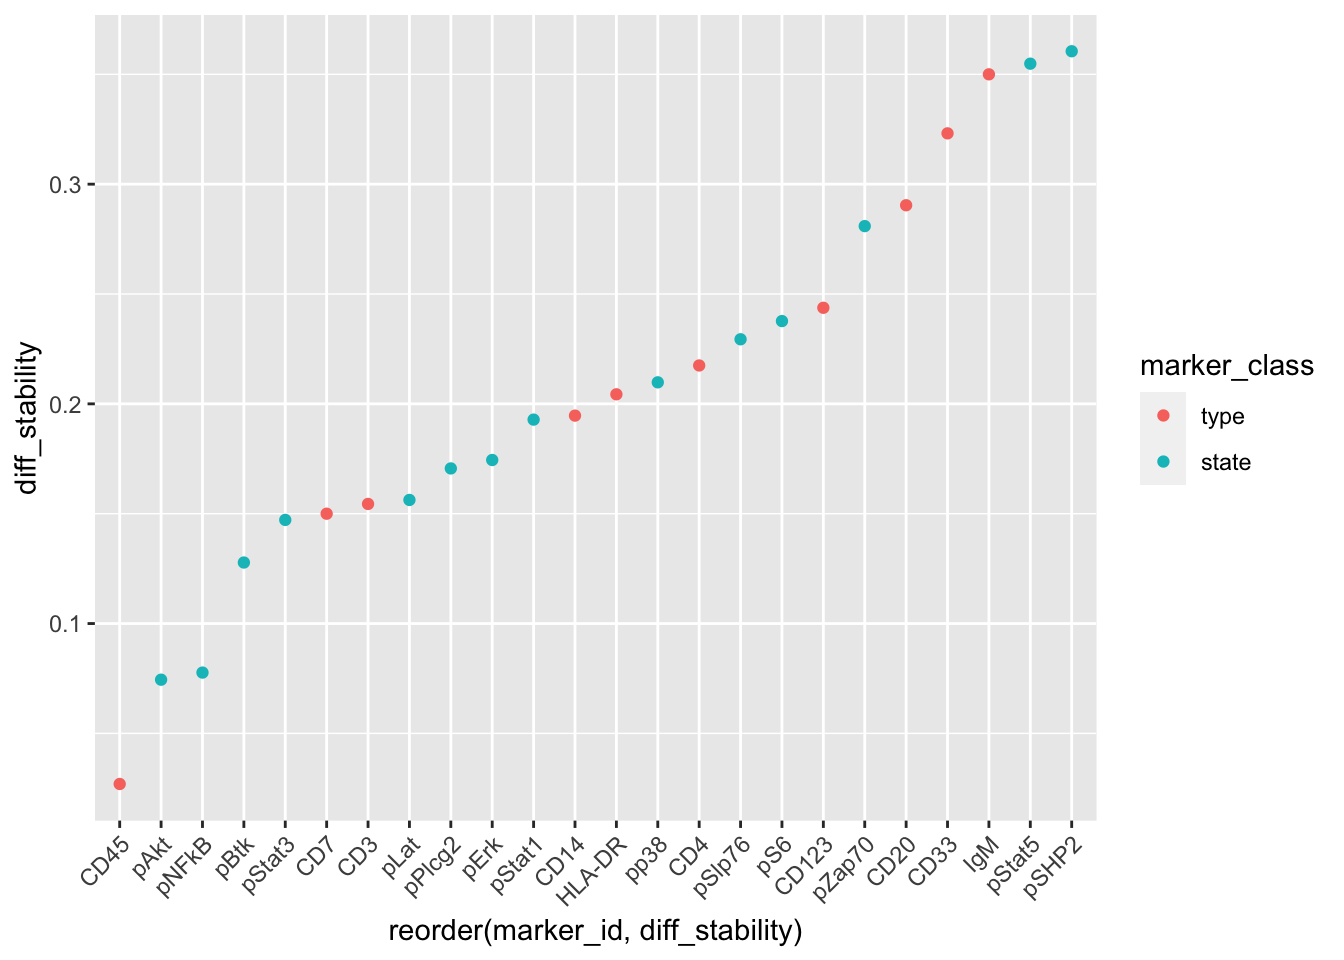 diff_stability
0.3
0.2
0.1
CD45
pAkt
pNFkB
pBtk
pStat3
CD7
CD3
pLat
pPlcg2
pErk
pStat1
CD14
HLA-DR
pp38
CD4
pSlp76
pS6
CD123
pZap70
CD20
CD33
IgM
pStat5
pSHP2
reorder(marker_id, diff_stability)
marker_class
type
state